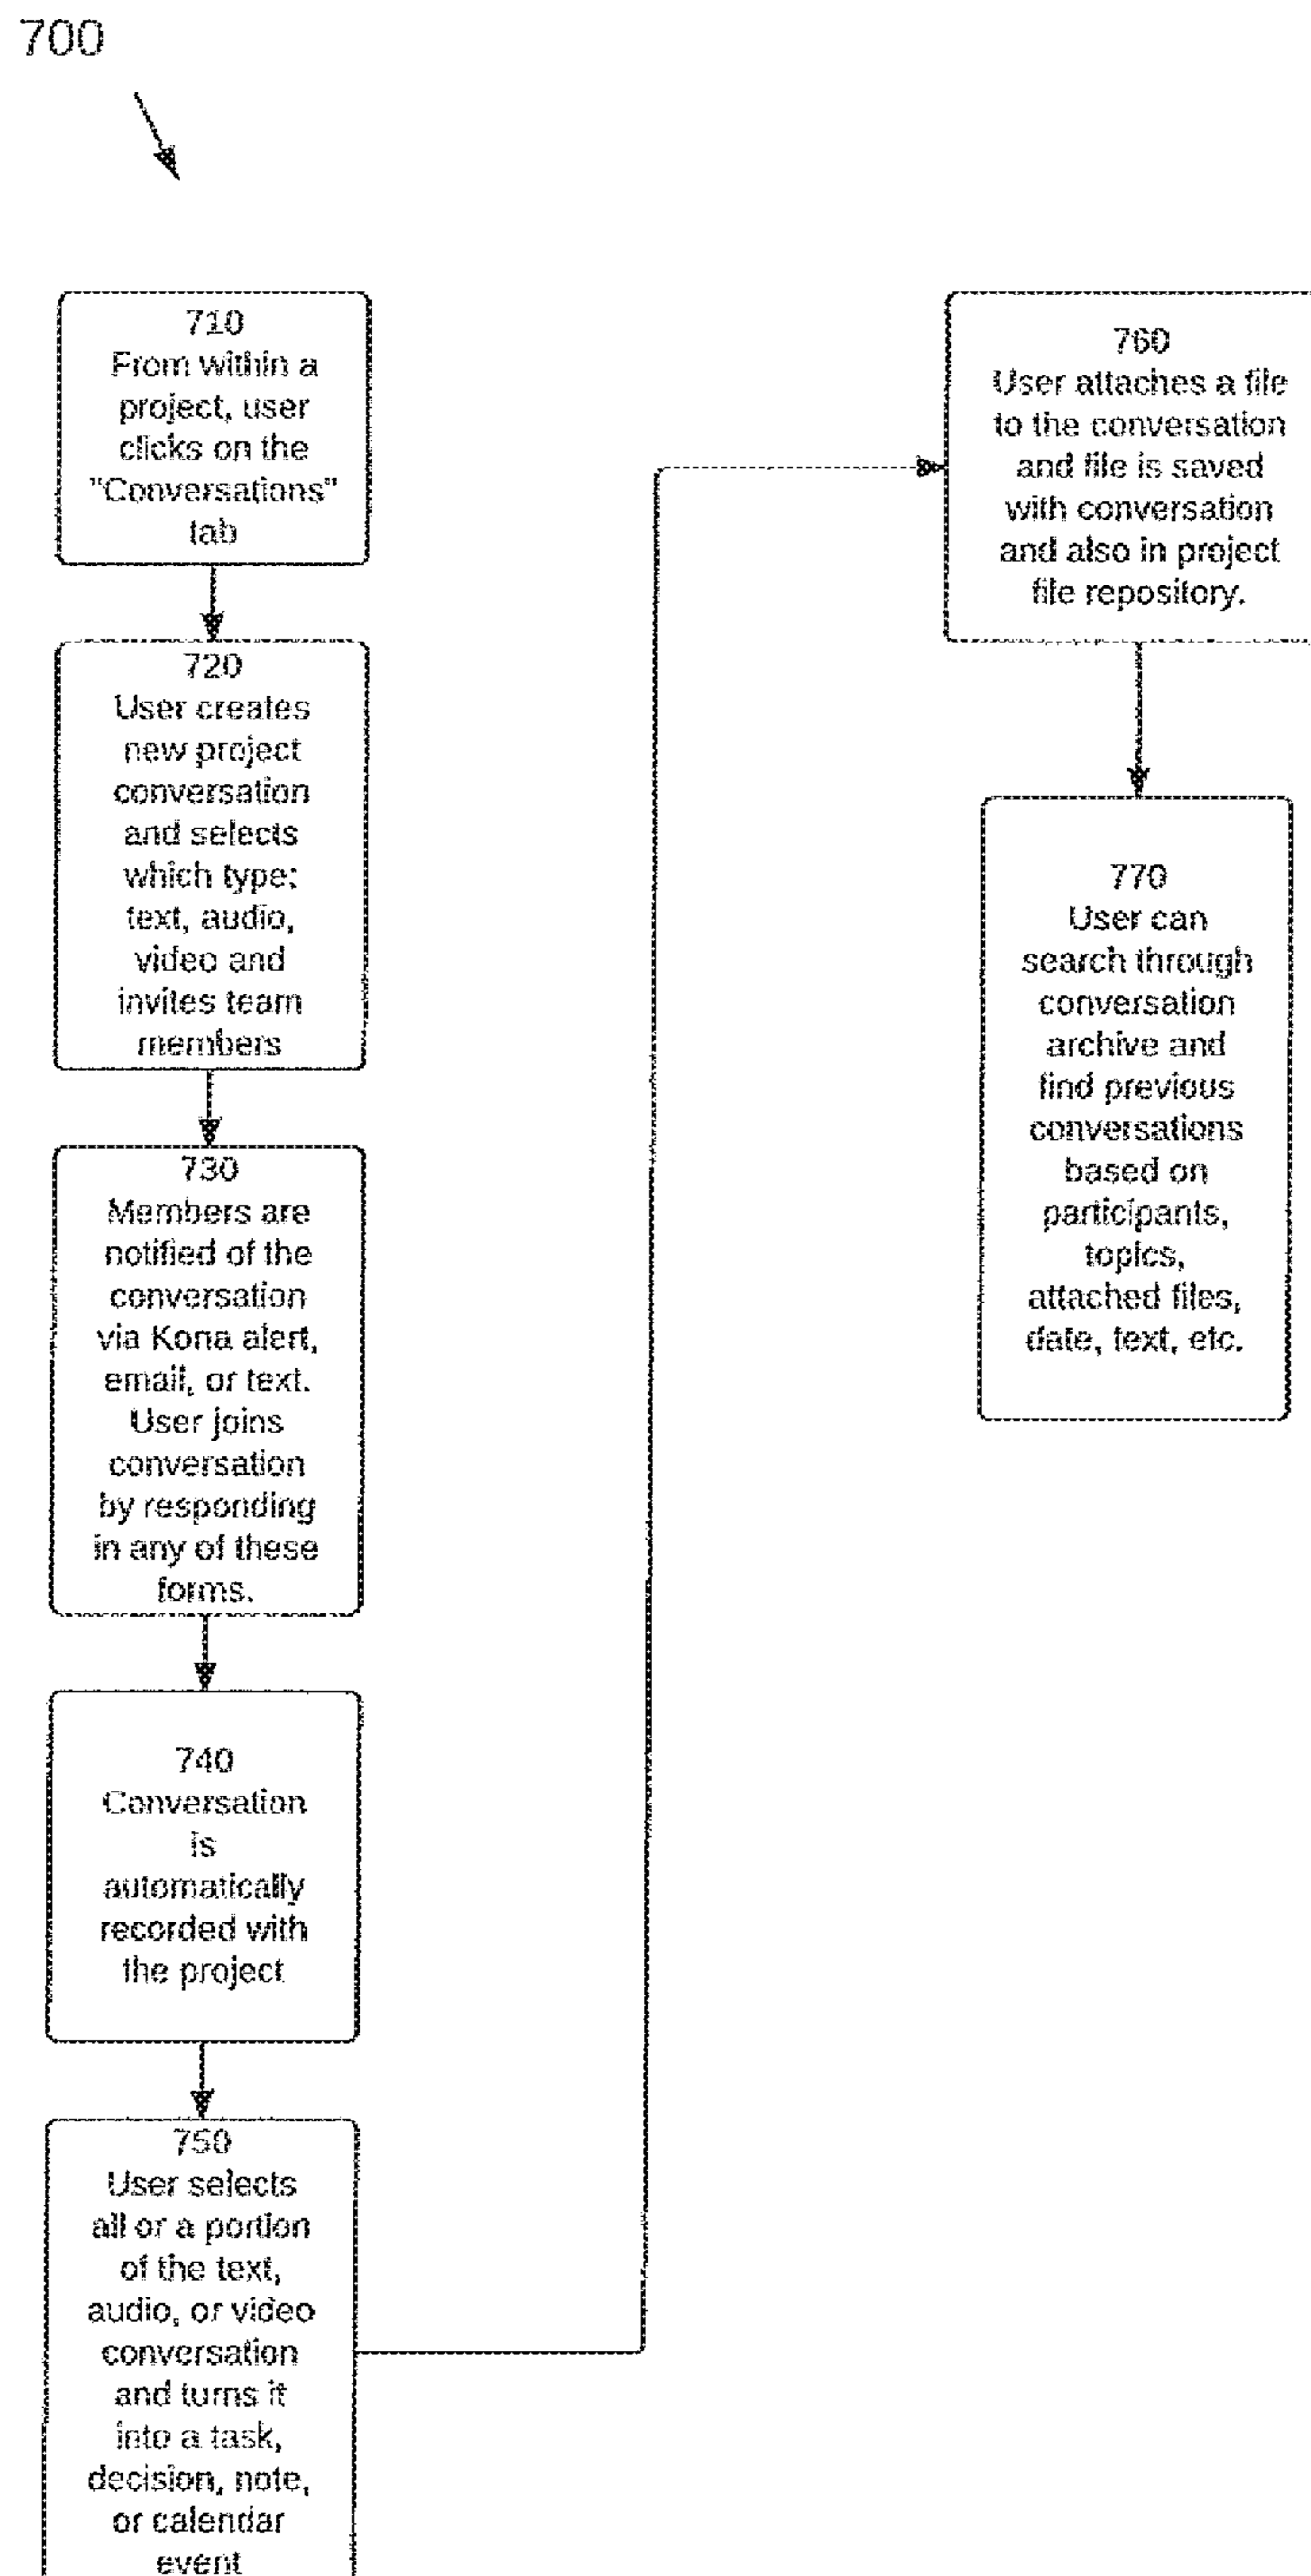 700
710
From within a
project, user
clicks on the
"Conversations"
tab
720
User creates
new project
conversation
and selects
which type:
text, audio,
video and
invites team
members
730
Members are
notified of the
conversation
via Kona alert,
email, or text.
User joins
conversation
by responding
in any of these
forms.
740
Conversation
is
automatically
recorded with
the project
750
User selects
all or a portion
of the text,
audio, or video
conversation
and turns it
into a task,
decision, note,
or calendar
event
760
User attaches a file
to the conversation
and file is saved
with conversation
and also in project
file repository.
770
User can
search through
conversation
archive and
find previous
conversations
based on
participants,
topics,
attached files,
date, text, etc.